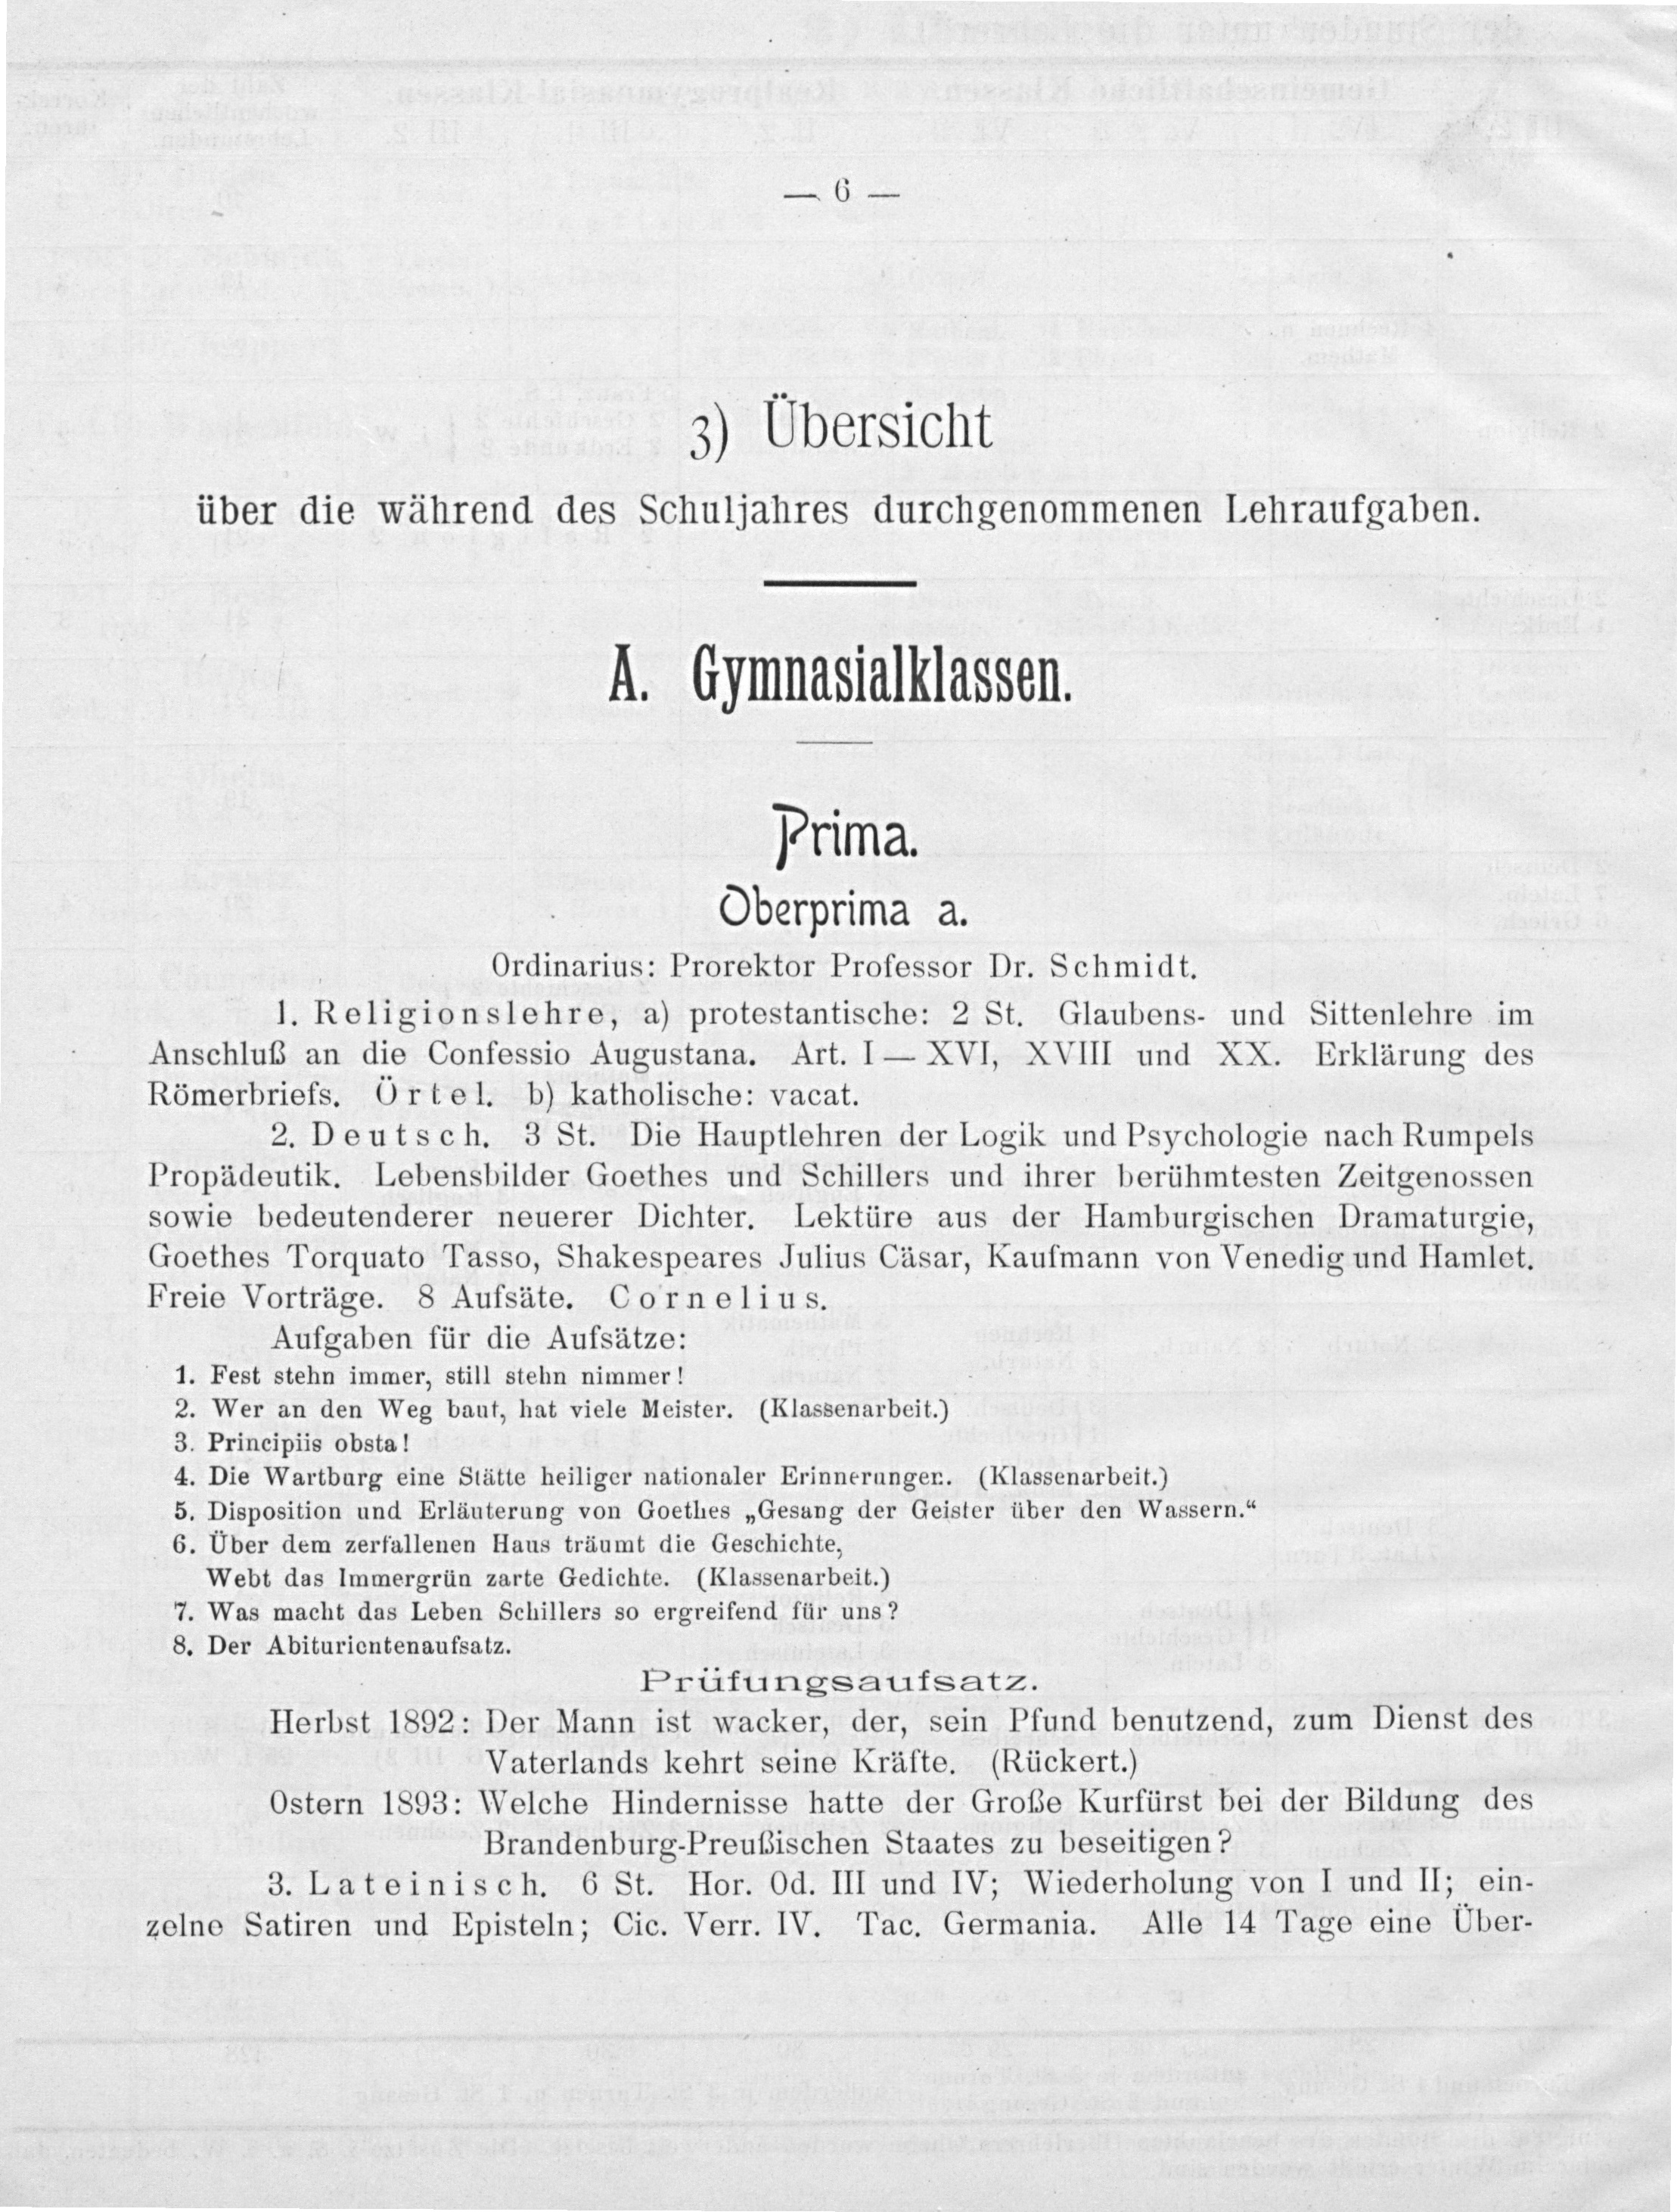 — 6 —
3) Übersicht
über die während des Schuljahres durchgenommenen Lehraufgaben.
A. Gymnasialklassen.
Prima.
Oberprima a.
Ordinarius: Prorektor Professor Dr. Schmidt.
1. Religionslehre, a) protestantische: 2 St. Glaubens- und Sittenlehre im
Anschluß an die Confessio Augustana. Art. I — XVI, XVIII und XX. Erklärung des
Römerbriefs. Örtel. b) katholische: vacat.
2. Deutsch. 3 St. Die Hauptlehren der Logik und Psychologie nach Rumpels
Propädeutik. Lebensbilder Goethes und Schillers und ihrer berühmtesten Zeitgenossen
sowie bedeutenderer neuerer Dichter. Lektüre aus der Hamburgischen Dramaturgie,
Goethes Torquato Tasso, Shakespeares Julius Cäsar, Kaufmann von Venedig und Hamlet.
Freie Vorträge. 8 Aufsäte. Cornelius.
Aufgaben für die Aufsätze:
1. Fest stehn immer, still stehn nimmer!
2. Wer an den Weg baut, hat viele Meister. (Klassenarbeit.)
3. Principiis obsta!
4. Die Wartburg eine Stätte heiliger nationaler Erinnerungen. (Klassenarbeit.)
5. Disposition und Erläuterung von Goethes „Gesang der Geister über den Wassern.“
6. Über dem zerfallenen Haus träumt die Geschichte,
Webt das Immergrün zarte Gedichte. (Klassenarbeit.)
7. Was macht das Leben Schillers so ergreifend für uns?
8. Der Abiturientenaufsatz.
Prüfungsaufsatz.
Herbst 1892: Der Mann ist wacker, der, sein Pfund benutzend, zum Dienst des
Vaterlands kehrt seine Kräfte. (Rückert.)
Ostern 1893: Welche Hindernisse hatte der Große Kurfürst bei der Bildung des
Brandenburg-Preußischen Staates zu beseitigen?
3. Lateinisch. 6 St. Hor. Od. III und IV; Wiederholung von I und II; ein-
zelne Satiren und Episteln; Cic. Verr. IV. Tac. Germania. Alle 14 Tage eine Über-